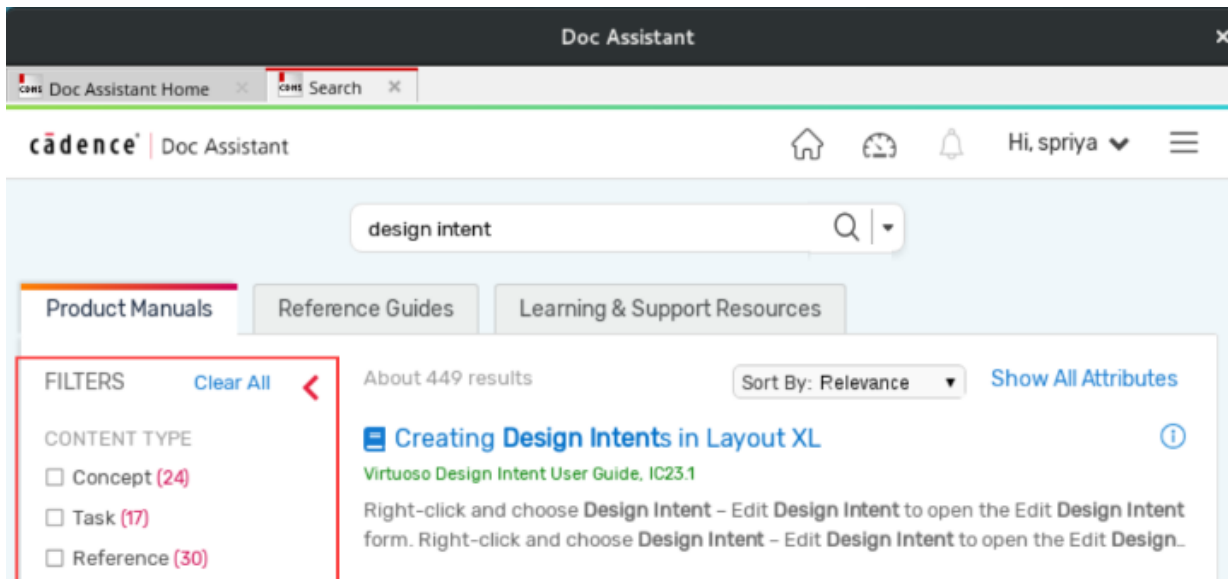 Doc Assistant
cDMS Doc Assistant Home
cDMS Search
cādence® | Doc Assistant
Hi, spriya
design intent
Product Manuals
Reference Guides
Learning & Support Resources
FILTERS
Clear All
CONTENT TYPE
Concept (24)
Task (17)
Reference (30)
About 449 results
Sort By: Relevance
Show All Attributes
Creating Design Intents in Layout XL
Virtuoso Design Intent User Guide, IC23.1
Right-click and choose Design Intent – Edit Design Intent to open the Edit Design Intent
form. Right-click and choose Design Intent – Edit Design Intent to open the Edit Design...